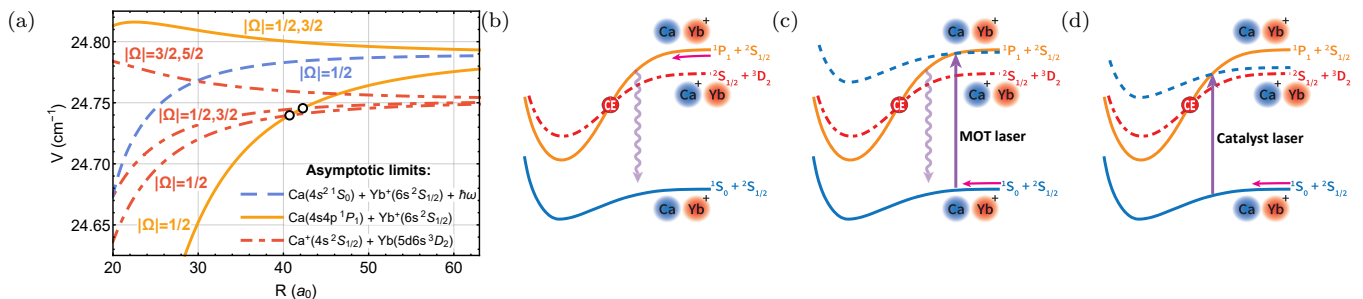 (a)
V (cm⁻¹)
24.80
24.75
24.70
24.65
|Ω|=1/2,3/2
|Ω|=3/2,5/2
|Ω|=1/2
|Ω|=1/2,3/2
|Ω|=1/2
|Ω|=1/2
Asymptotic limits:
Ca(4s² ¹S₀) + Yb⁺(6s ²S₁/₂) + ℏω
Ca(4s4p ¹P₁) + Yb⁺(6s ²S₁/₂)
Ca⁺(4s ²S₁/₂) + Yb(5d6s ³D₂)
20 30 40 50 60
R (a₀)
(b)
Ca Yb⁺
¹P₁ + ²S₁/₂
²S₁/₂ + ³D₂
CE
Ca⁺ Yb
¹S₀ + ²S₁/₂
Ca Yb⁺
(c)
Ca Yb⁺
¹P₁ + ²S₁/₂
²S₁/₂ + ³D₂
CE
Ca⁺ Yb
MOT laser
¹S₀ + ²S₁/₂
Ca Yb⁺
(d)
Ca Yb⁺
¹P₁ + ²S₁/₂
²S₁/₂ + ³D₂
CE
Ca⁺ Yb
Catalyst laser
¹S₀ + ²S₁/₂
Ca Yb⁺